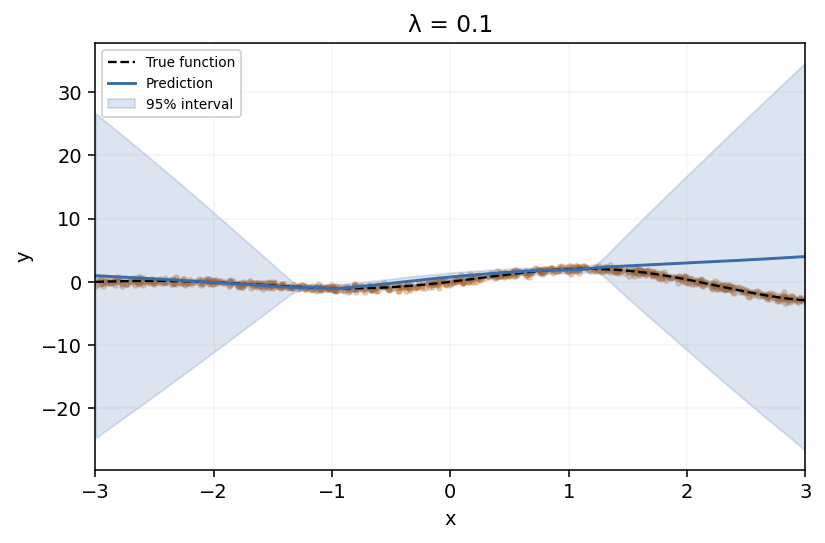 λ = 0.1
True function
Prediction
95% interval
30
20
10
0
−10
−20
y
−3
−2
−1
0
1
2
3
x